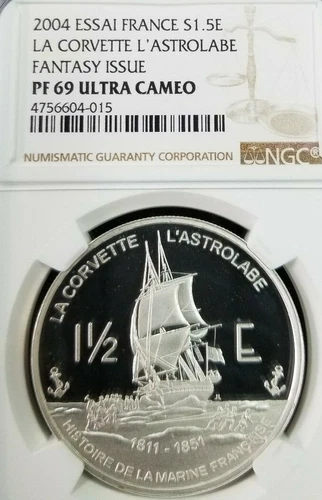 2004 ESSAI FRANCE S1.5E
LA CORVETTE L'ASTROLABE
FANTASY ISSUE
PF 69 ULTRA CAMEO
4756604-015
NUMISMATIC GUARANTY CORPORATION
NGC
LA CORVETTE L'ASTROLABE
1½ E
1811 - 1851
HISTOIRE DE LA MARINE FRANÇAISE